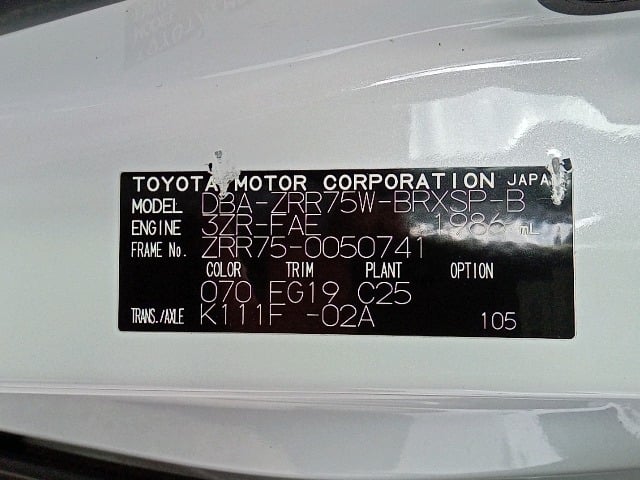 TOYOTA MOTOR CORPORATION JAPAN
MODEL DBA-ZRR75W-BRXSP-B
ENGINE 3ZR-FAE 1986 mL
FRAME No. ZRR75-0050741
COLOR TRIM PLANT OPTION
070 FG19 C25
TRANS./AXLE K111F -02A 105